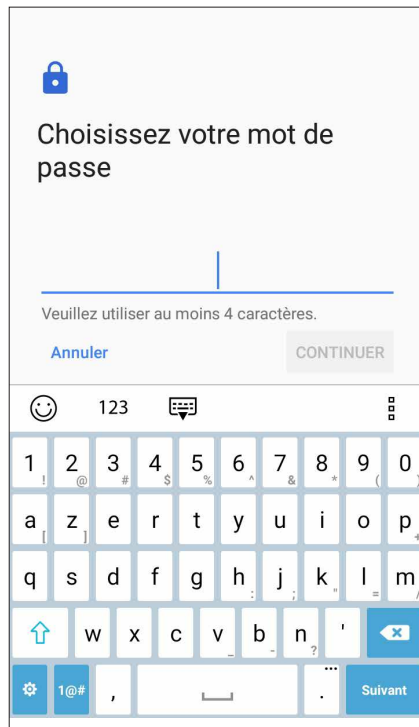 Choisissez votre mot de
passe
Veuillez utiliser au moins 4 caractères.
Annuler CONTINUER
123
1 ! 2 @ 3 # 4 $ 5 % 6 ^ 7 & 8 * 9 ( 0 )
a [ z ] e r t y u i o p +
q s d f g h : j ; k " l = m /
w x c v _ b - n ? '
1@# , . ... Suivant